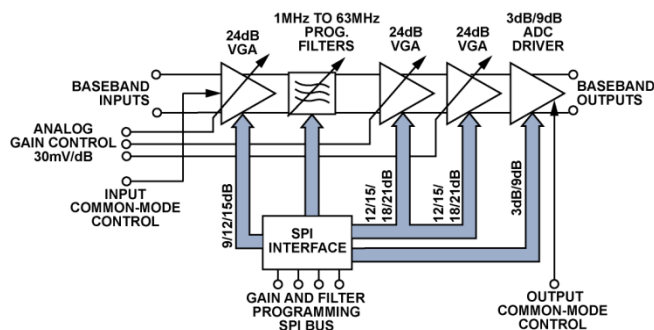 24dB
VGA
1MHz TO 63MHz
PROG.
FILTERS
24dB
VGA
24dB
VGA
3dB/9dB
ADC
DRIVER
BASEBAND
INPUTS
BASEBAND
OUTPUTS
ANALOG
GAIN CONTROL
30mV/dB
INPUT
COMMON-MODE
CONTROL
9/12/15dB
12/15/
18/21dB
12/15/
18/21dB
3dB/9dB
SPI
INTERFACE
GAIN AND FILTER
PROGRAMMING
SPI BUS
OUTPUT
COMMON-MODE
CONTROL